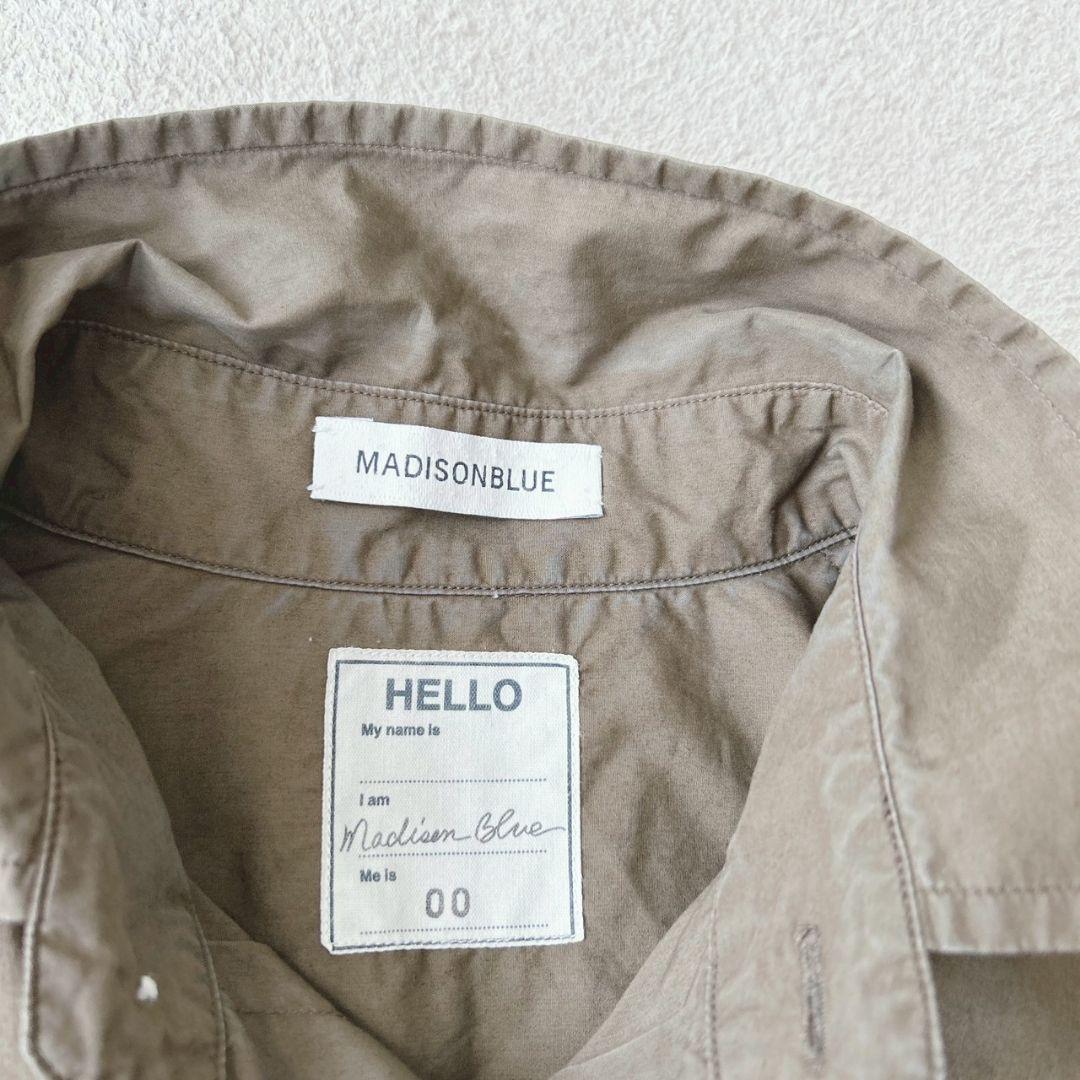 MADISONBLUE
HELLO
My name is
I am
Madison Blue
Me is
00